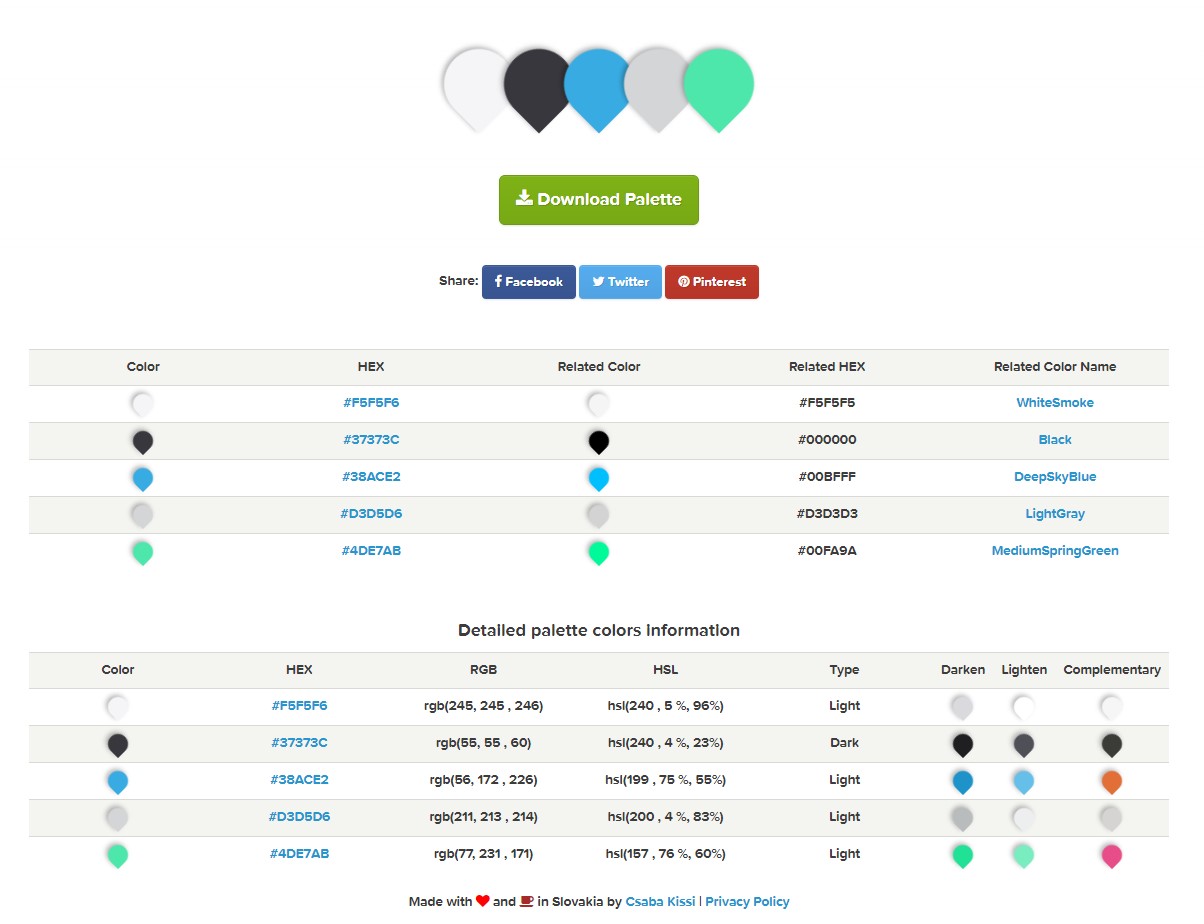 Download Palette
Share: Facebook Twitter Pinterest
Color HEX Related Color Related HEX Related Color Name
#F5F5F6 #F5F5F5 WhiteSmoke
#37373C #000000 Black
#38ACE2 #00BFFF DeepSkyBlue
#D3D5D6 #D3D3D3 LightGray
#4DE7AB #00FA9A MediumSpringGreen
Detailed palette colors information
Color HEX RGB HSL Type Darken Lighten Complementary
#F5F5F6 rgb(245, 245 , 246) hsl(240 , 5 %, 96%) Light
#37373C rgb(55, 55 , 60) hsl(240 , 4 %, 23%) Dark
#38ACE2 rgb(56, 172 , 226) hsl(199 , 75 %, 55%) Light
#D3D5D6 rgb(211, 213 , 214) hsl(200 , 4 %, 83%) Light
#4DE7AB rgb(77, 231 , 171) hsl(157 , 76 %, 60%) Light
Made with and in Slovakia by Csaba Kissi | Privacy Policy